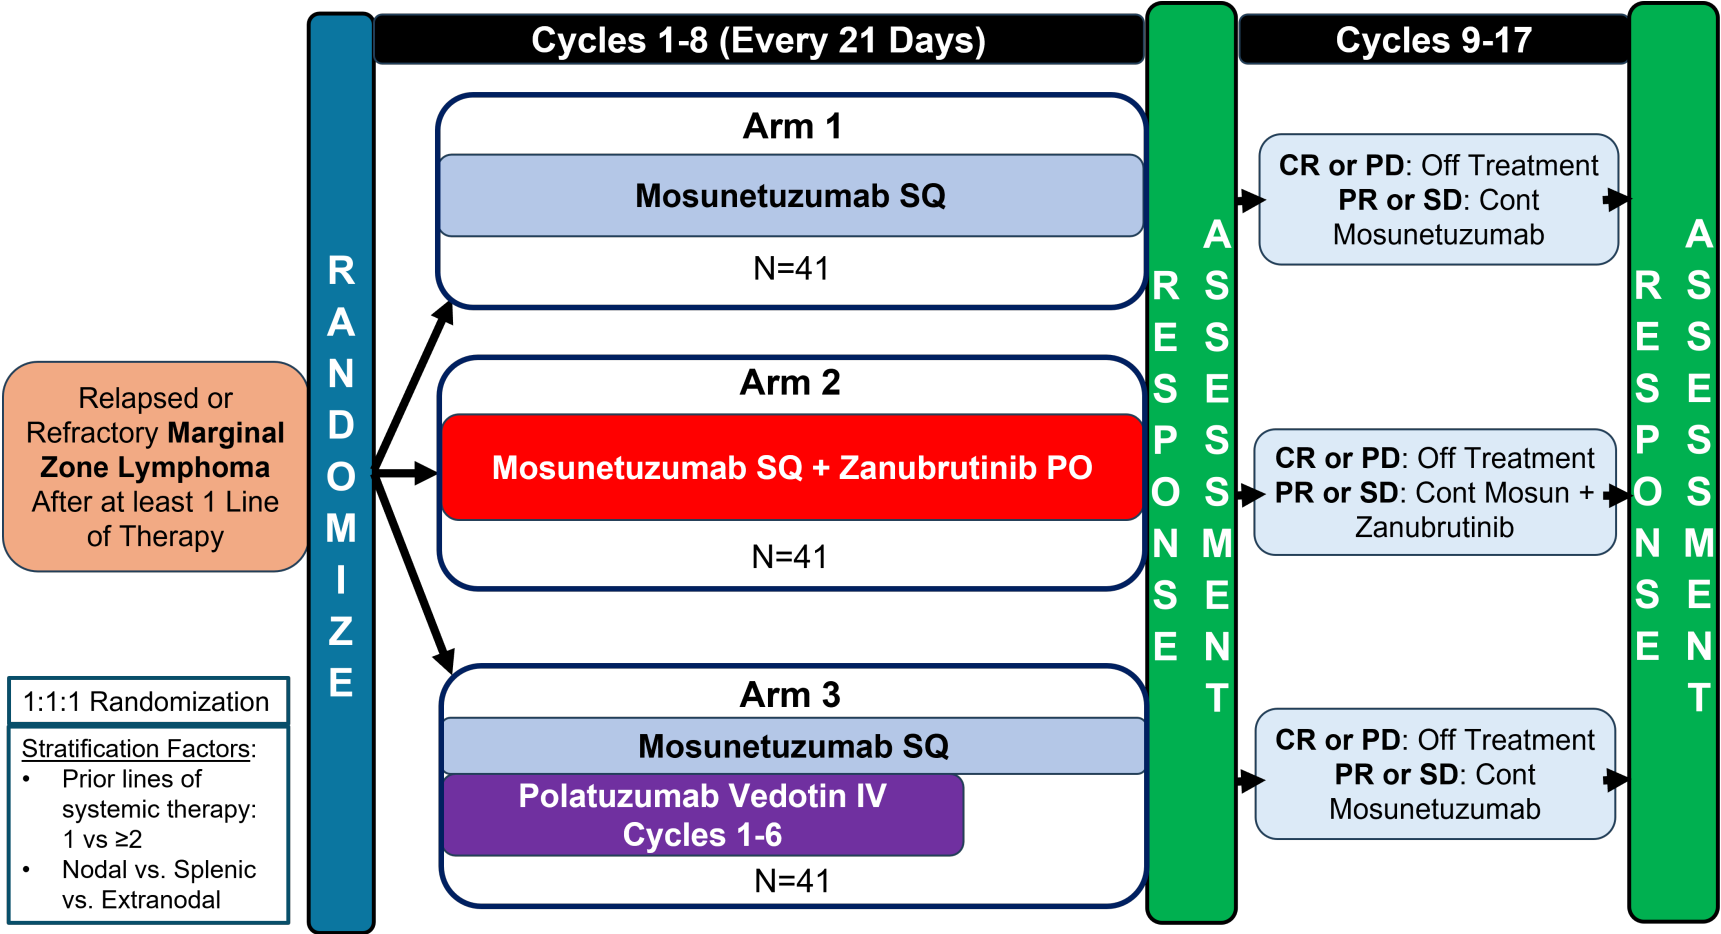 Relapsed or
Refractory Marginal
Zone Lymphoma
After at least 1 Line
of Therapy
1:1:1 Randomization
Stratification Factors:
• Prior lines of
systemic therapy:
1 vs ≥2
• Nodal vs. Splenic
vs. Extranodal
RANDOMIZE
Cycles 1-8 (Every 21 Days)
Arm 1
Mosunetuzumab SQ
N=41
Arm 2
Mosunetuzumab SQ + Zanubrutinib PO
N=41
Arm 3
Mosunetuzumab SQ
Polatuzumab Vedotin IV
Cycles 1-6
N=41
RESPONSE
ASSESSMENT
Cycles 9-17
CR or PD: Off Treatment
PR or SD: Cont
Mosunetuzumab
CR or PD: Off Treatment
PR or SD: Cont Mosun +
Zanubrutinib
CR or PD: Off Treatment
PR or SD: Cont
Mosunetuzumab
RESPONSE
ASSESSMENT